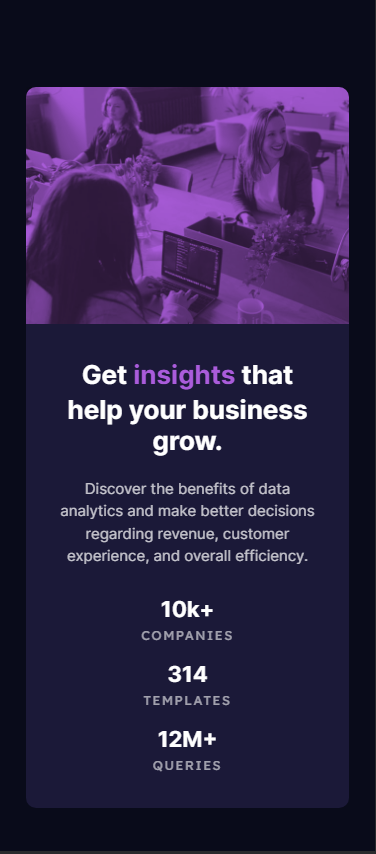 Get insights that
help your business
grow.
Discover the benefits of data
analytics and make better decisions
regarding revenue, customer
experience, and overall efficiency.
10k+
COMPANIES
314
TEMPLATES
12M+
QUERIES